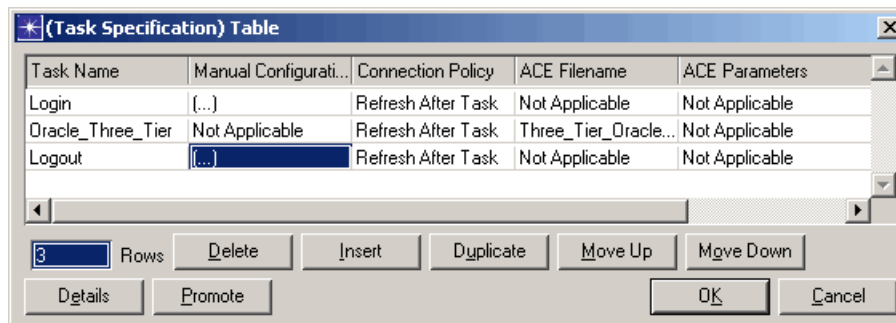 (Task Specification) Table
Task Name Manual Configurati... Connection Policy ACE Filename ACE Parameters
Login (...) Refresh After Task Not Applicable Not Applicable
Oracle_Three_Tier Not Applicable Refresh After Task Three_Tier_Oracle... Not Applicable
Logout (...) Refresh After Task Not Applicable Not Applicable
3 Rows Delete Insert Duplicate Move Up Move Down
Details Promote OK Cancel